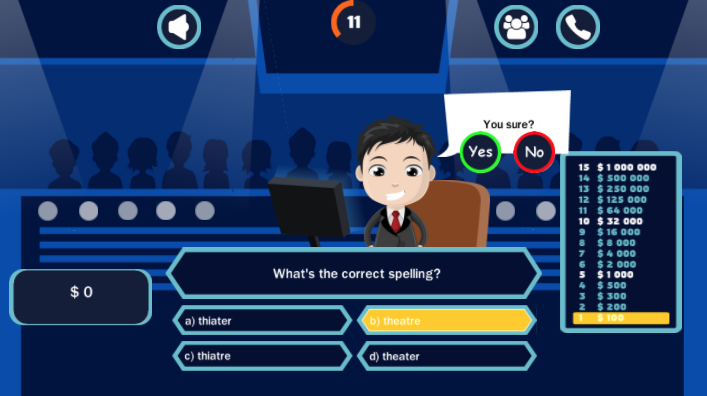 11
You sure?
Yes No
15 $ 1 000 000
14 $ 500 000
13 $ 250 000
12 $ 125 000
11 $ 64 000
10 $ 32 000
9 $ 16 000
8 $ 8 000
7 $ 4 000
6 $ 2 000
5 $ 1 000
4 $ 500
3 $ 300
2 $ 200
1 $ 100
What's the correct spelling?
$ 0
a) thiater
b) theatre
c) thiatre
d) theater